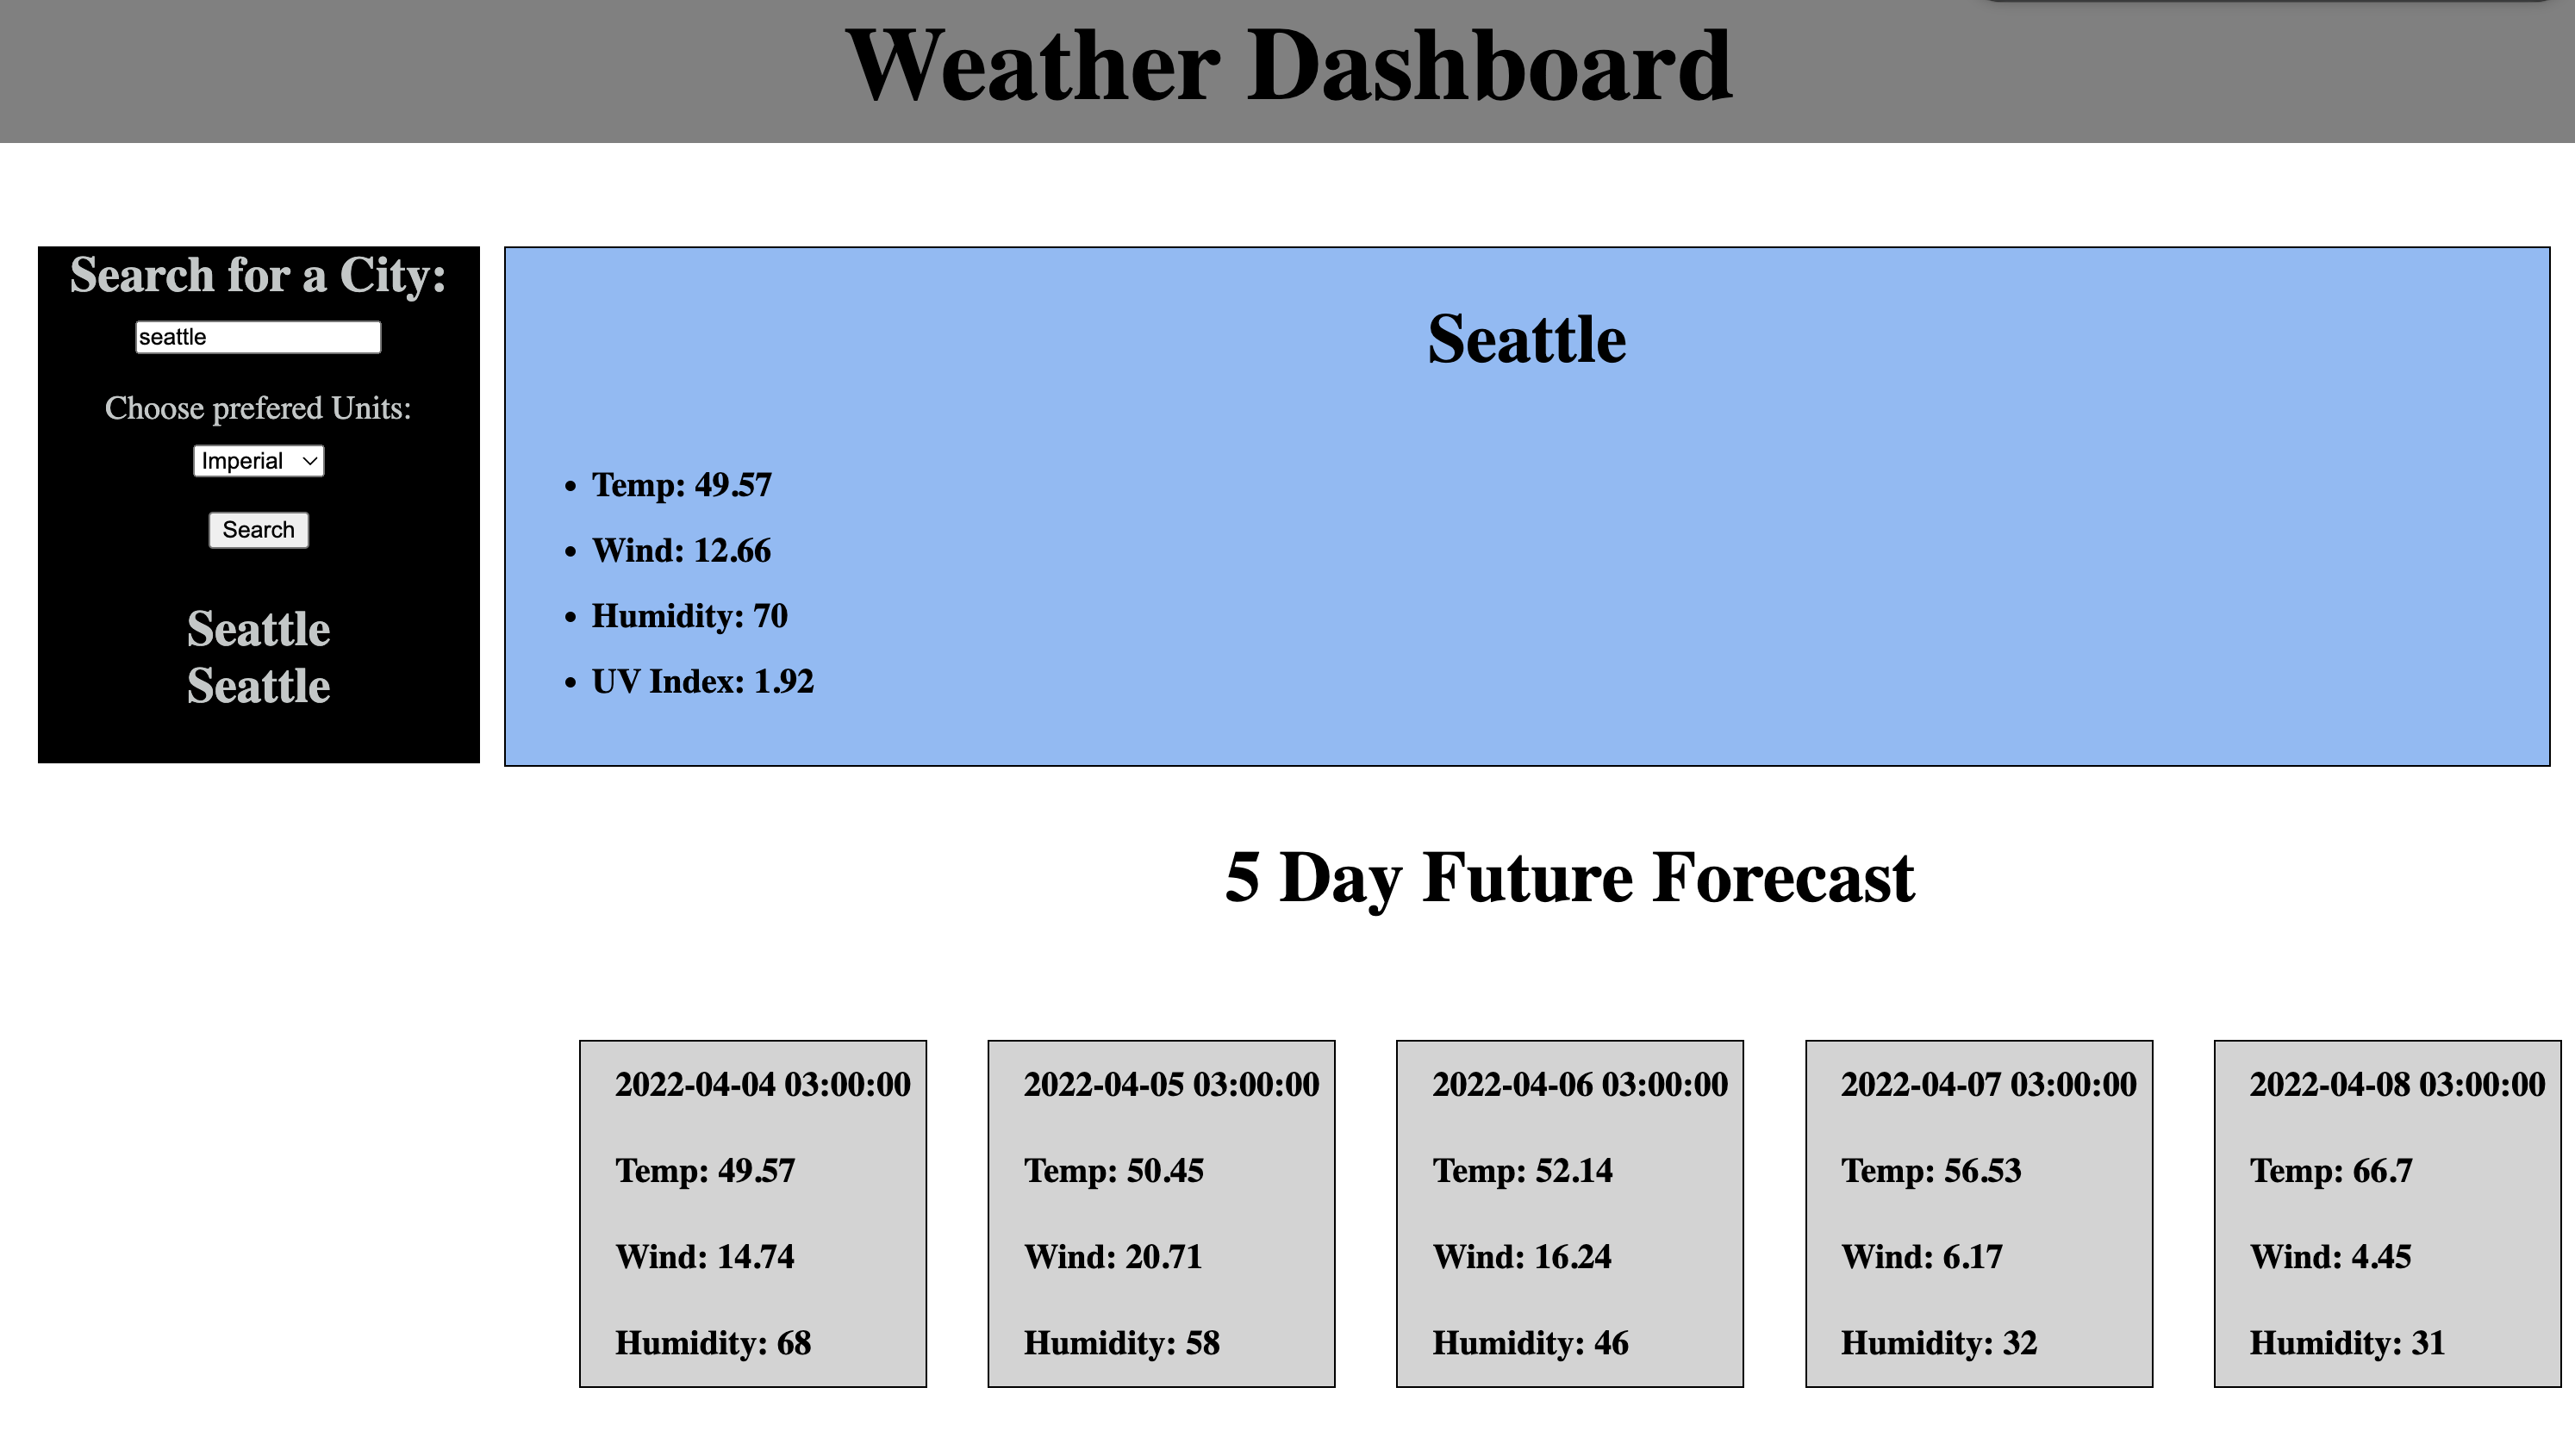 Weather Dashboard
Search for a City:
seattle
Choose prefered Units:
Imperial
Search
Seattle
Seattle
Seattle
Temp: 49.57
Wind: 12.66
Humidity: 70
UV Index: 1.92
5 Day Future Forecast
2022-04-04 03:00:00
Temp: 49.57
Wind: 14.74
Humidity: 68
2022-04-05 03:00:00
Temp: 50.45
Wind: 20.71
Humidity: 58
2022-04-06 03:00:00
Temp: 52.14
Wind: 16.24
Humidity: 46
2022-04-07 03:00:00
Temp: 56.53
Wind: 6.17
Humidity: 32
2022-04-08 03:00:00
Temp: 66.7
Wind: 4.45
Humidity: 31